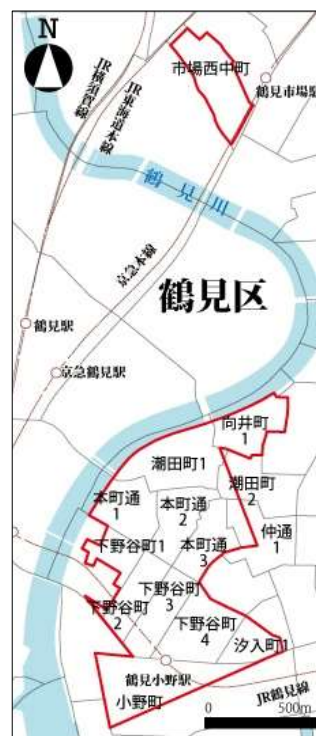 N
JR横須賀線
JR東海道本線
市場西中町
鶴見市場駅
鶴見川
京急本線
鶴見区
鶴見駅
京急鶴見駅
向井町
1
潮田町1
潮田町
2
本町通
1
本町通
2
仲通
1
下野谷町1
本町通
3
下野谷町
3
下野谷町
2
下野谷町
4
汐入町1
鶴見小野駅
小野町
JR鶴見線
0 500m